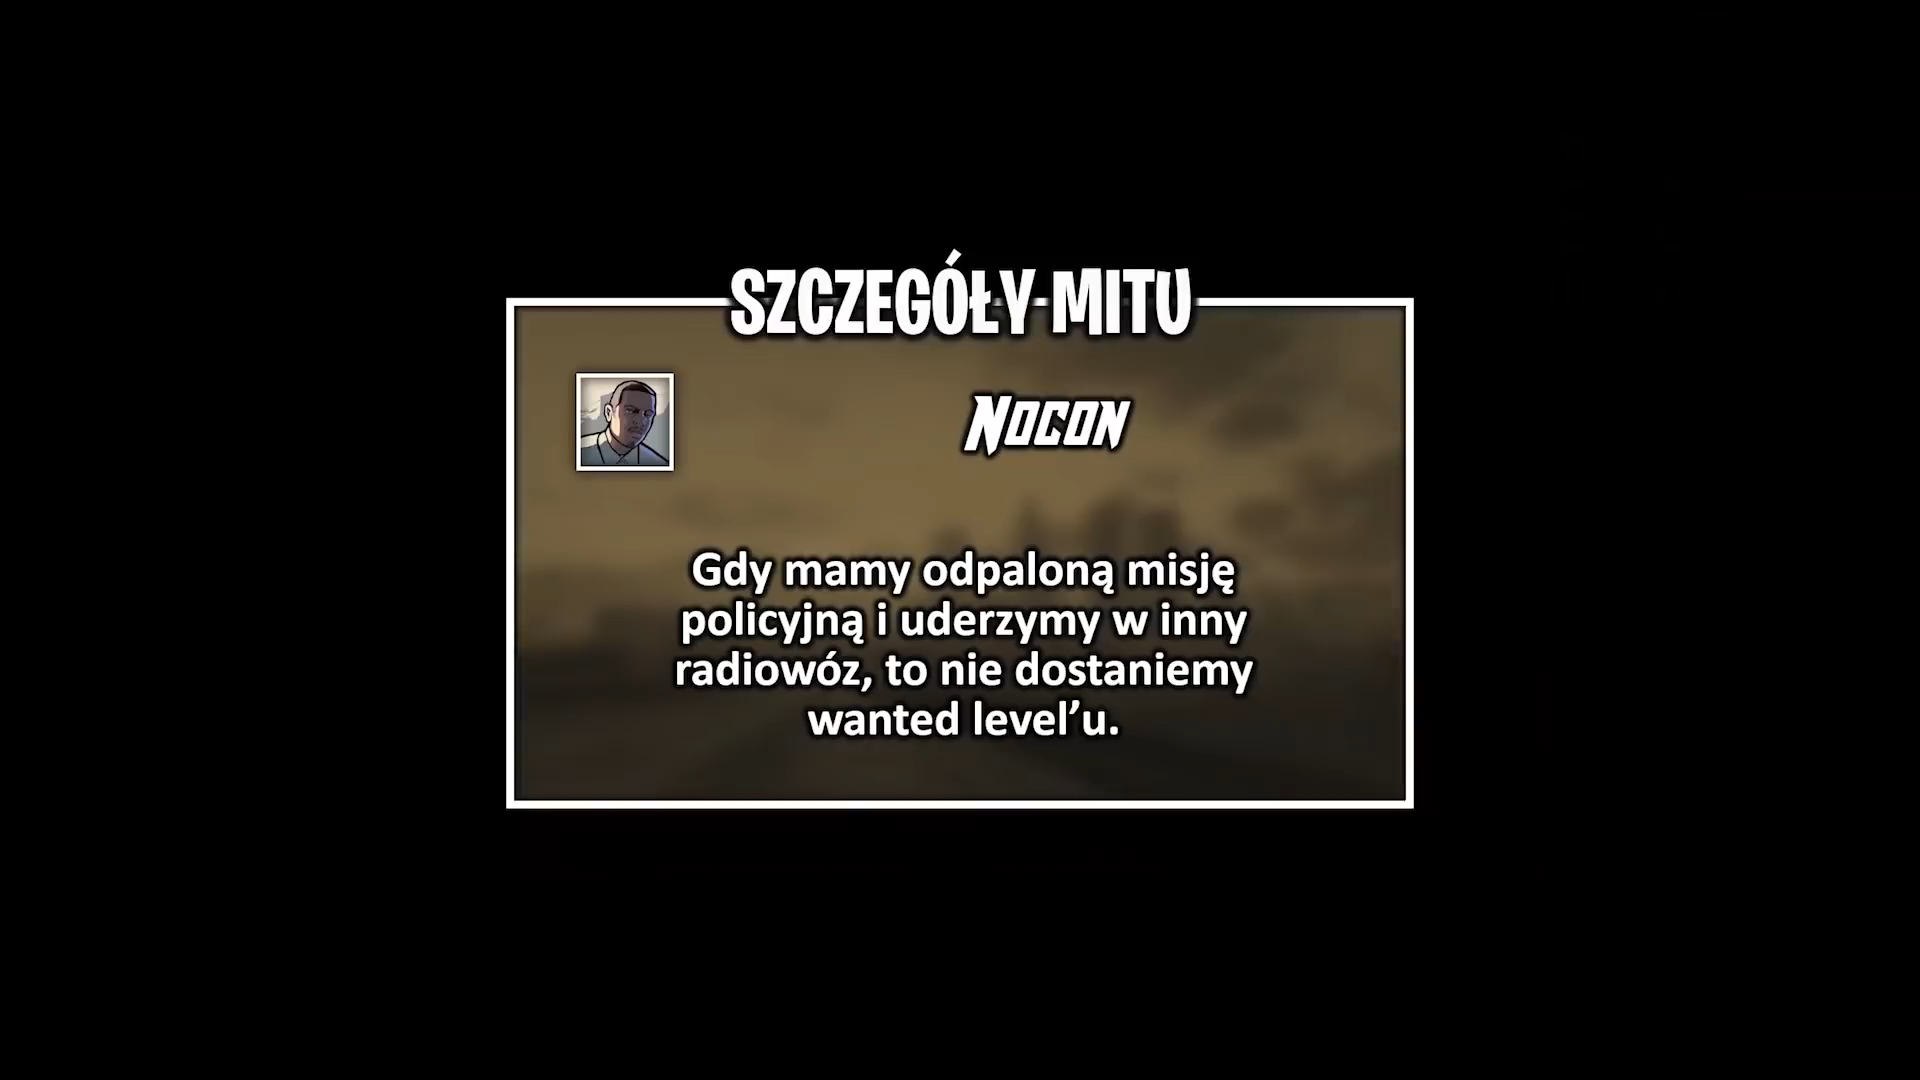 SZCZEGÓŁY MITU
Nocon
Gdy mamy odpaloną misję
policyjną i uderzymy w inny
radiowóz, to nie dostaniemy
wanted level’u.